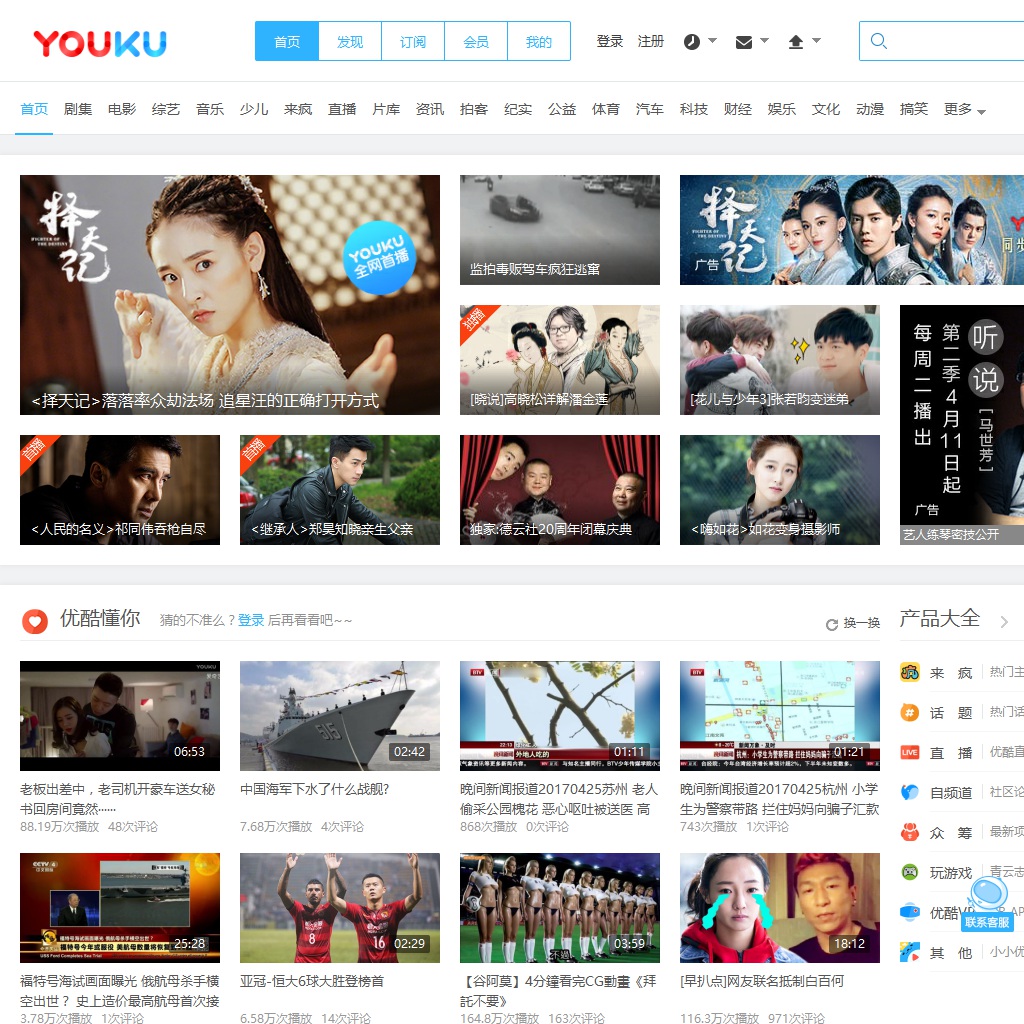 YOUKU
首页 发现 订阅 会员 我的 登录 注册
首页 剧集 电影 综艺 音乐 少儿 来疯 直播 片库 资讯 拍客 纪实 公益 体育 汽车 科技 财经 娱乐 文化 动漫 搞笑 更多
择天记
FIGHTER OF THE DESTINY
YOUKU
全网首播
<择天记>落落率众劫法场 追星汪的正确打开方式
监拍毒贩驾车疯狂逃窜
择天记
广告
独播
[晓说]高晓松详解潘金莲
[花儿与少年3]张若昀变迷弟
听说
[马世芳]
第二季4月11日起
每周二播出
广告
艺人练琴密技公开
首播
<人民的名义>祁同伟吞枪自尽
首播
<继承人>郑昊知晓亲生父亲
独家:德云社20周年闭幕庆典
<嗨如花>如花变身摄影师
优酷懂你 猜的不准么？登录 后再看看吧~~ 换一换
产品大全
YOUKU
06:53
515
02:42
BTV
外地人吃的
01:11
BTV
01:21
老板出差中，老司机开豪车送女秘
书回房间竟然······
88.19万次播放 48次评论
中国海军下水了什么战舰?
7.68万次播放 4次评论
晚间新闻报道20170425苏州 老人
偷采公园槐花 恶心呕吐被送医 高
868次播放 0次评论
晚间新闻报道20170425杭州 小学
生为警察带路 拦住妈妈向骗子汇款
743次播放 1次评论
CCTV 4
25:28
8
16
02:29
不過
03:59
18:12
福特号海试画面曝光 俄航母杀手横
空出世？ 史上造价最高航母首次接
3.78万次播放 1次评论
亚冠-恒大6球大胜登榜首
6.58万次播放 14次评论
【谷阿莫】4分鐘看完CG動畫《拜
託不要》
164.8万次播放 163次评论
[早扒点]网友联名抵制白百何
116.3万次播放 971次评论
来疯 热门主
话题 热门话
LIVE 直播 优酷直
自频道 社区论
众筹 最新项
玩游戏 青云志
优酷VR
联系客服
其他 小小优